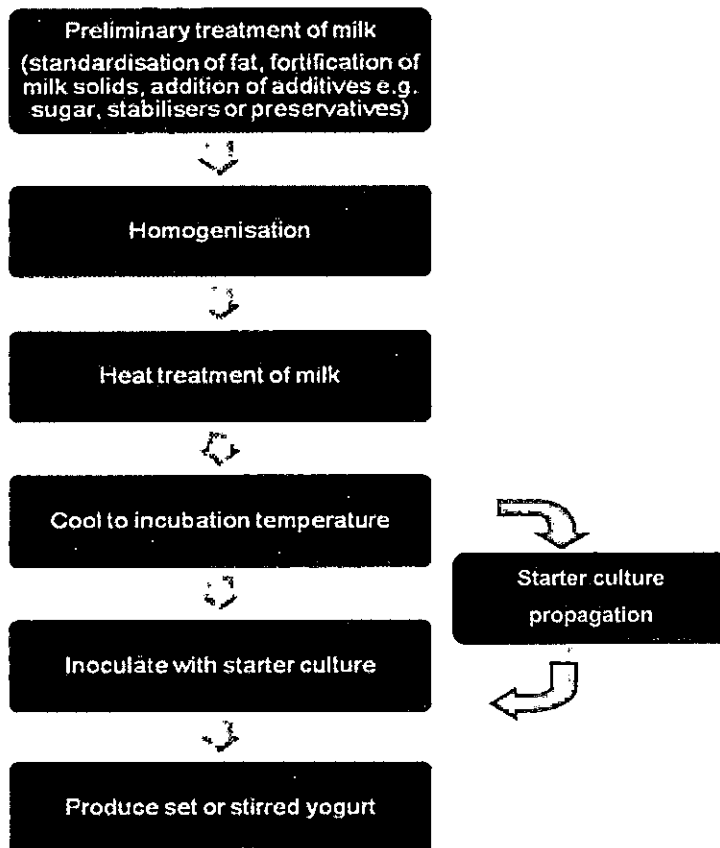 Preliminary treatment of milk
(standardisation of fat, fortification of
milk solids, addition of additives e.g.
sugar, stabilisers or preservatives)
Homogenisation
Heat treatment of milk
Cool to incubation temperature
Starter culture
propagation
Inoculate with starter culture
Produce set or stirred yogurt